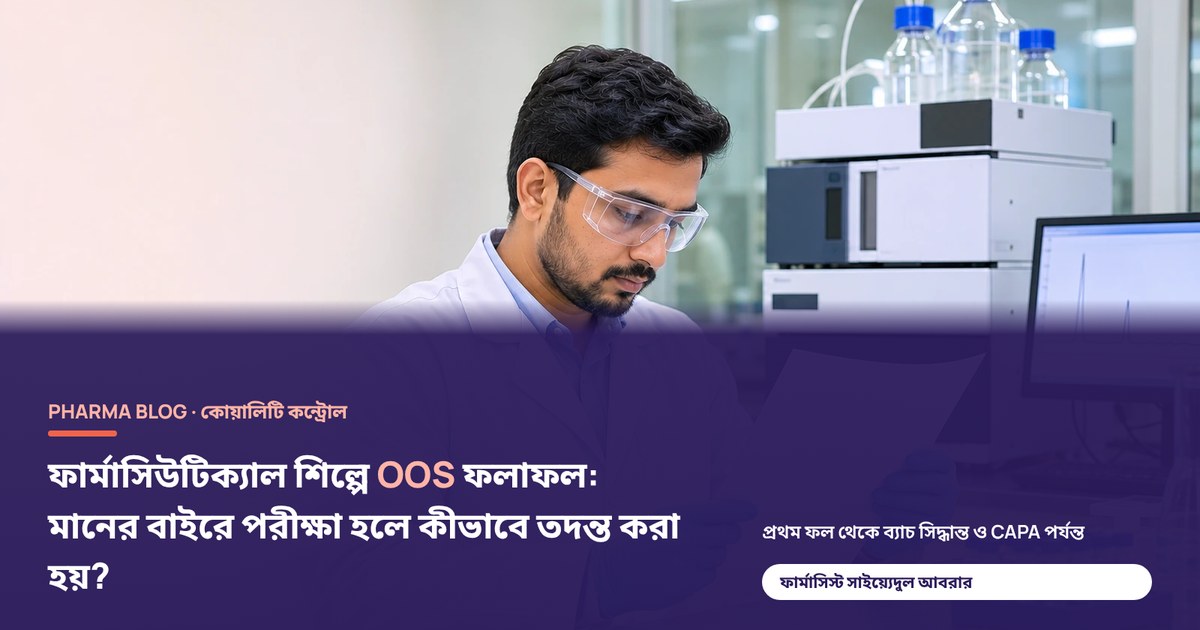 PHARMA BLOG · কোয়ালিটি কন্ট্রোল
ফার্মাসিউটিক্যাল শিল্পে OOS ফলাফল:
মানের বাইরে পরীক্ষা হলে কীভাবে তদন্ত করা
হয়?
প্রথম ফল থেকে ব্যাচ সিদ্ধান্ত ও CAPA পর্যন্ত
ফার্মাসিস্ট সাইয়্যেদুল আবরার